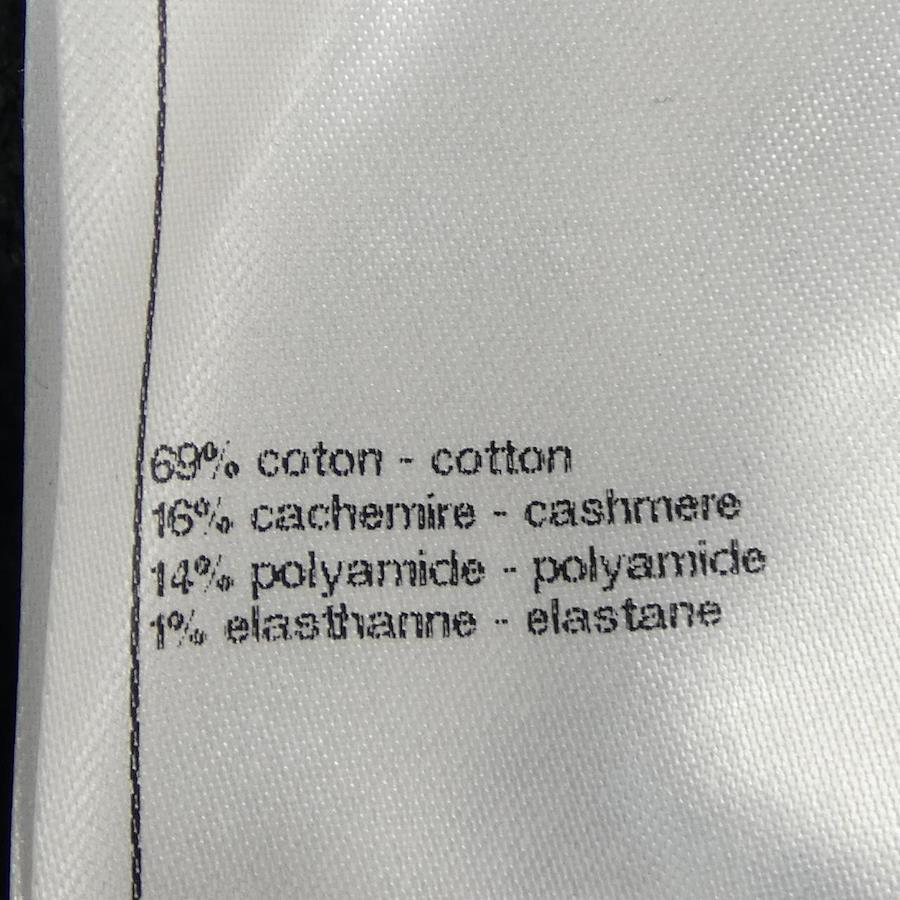 69% coton - cotton
16% cachemire - cashmere
14% polyamide - polyamide
1% elasthanne - elastane